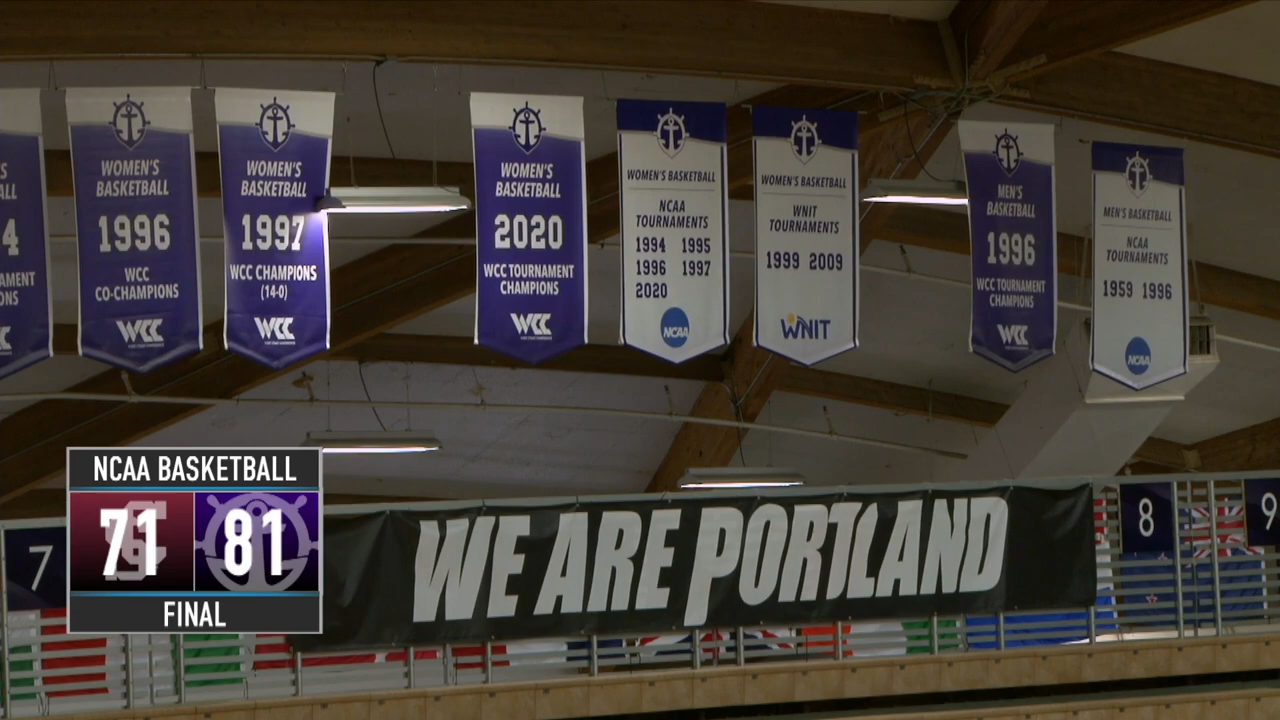 4
WOMEN'S
BASKETBALL
1996
WCC
CO-CHAMPIONS
WCC
WOMEN'S
BASKETBALL
1997
WCC CHAMPIONS
(14-0)
WCC
WOMEN'S
BASKETBALL
2020
WCC TOURNAMENT
CHAMPIONS
WCC
WOMEN'S BASKETBALL
NCAA
TOURNAMENTS
1994 1995
1996 1997
2020
NCAA
WOMEN'S BASKETBALL
WNIT
TOURNAMENTS
1999 2009
WNIT
MEN'S
BASKETBALL
1996
WCC TOURNAMENT
CHAMPIONS
WCC
MEN'S BASKETBALL
NCAA
TOURNAMENTS
1959 1996
NCAA
NCAA BASKETBALL
71 81
FINAL
7
WE ARE PORTLAND
8
9